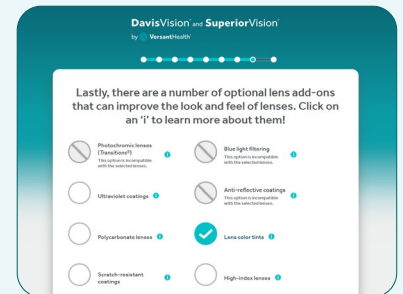 DavisVision and SuperiorVision
by VersantHealth
Lastly, there are a number of optional lens add-ons
that can improve the look and feel of lenses. Click on
an 'i' to learn more about them!
Photochromic lenses
(Transitions®)
This option is incompatible
with the selected lenses.
Blue light filtering
This option is incompatible
with the selected lenses.
Ultraviolet coatings
Anti-reflective coatings
This option is incompatible
with the selected lenses.
Polycarbonate lenses
Lens color tints
Scratch-resistant
coatings
High-index lenses